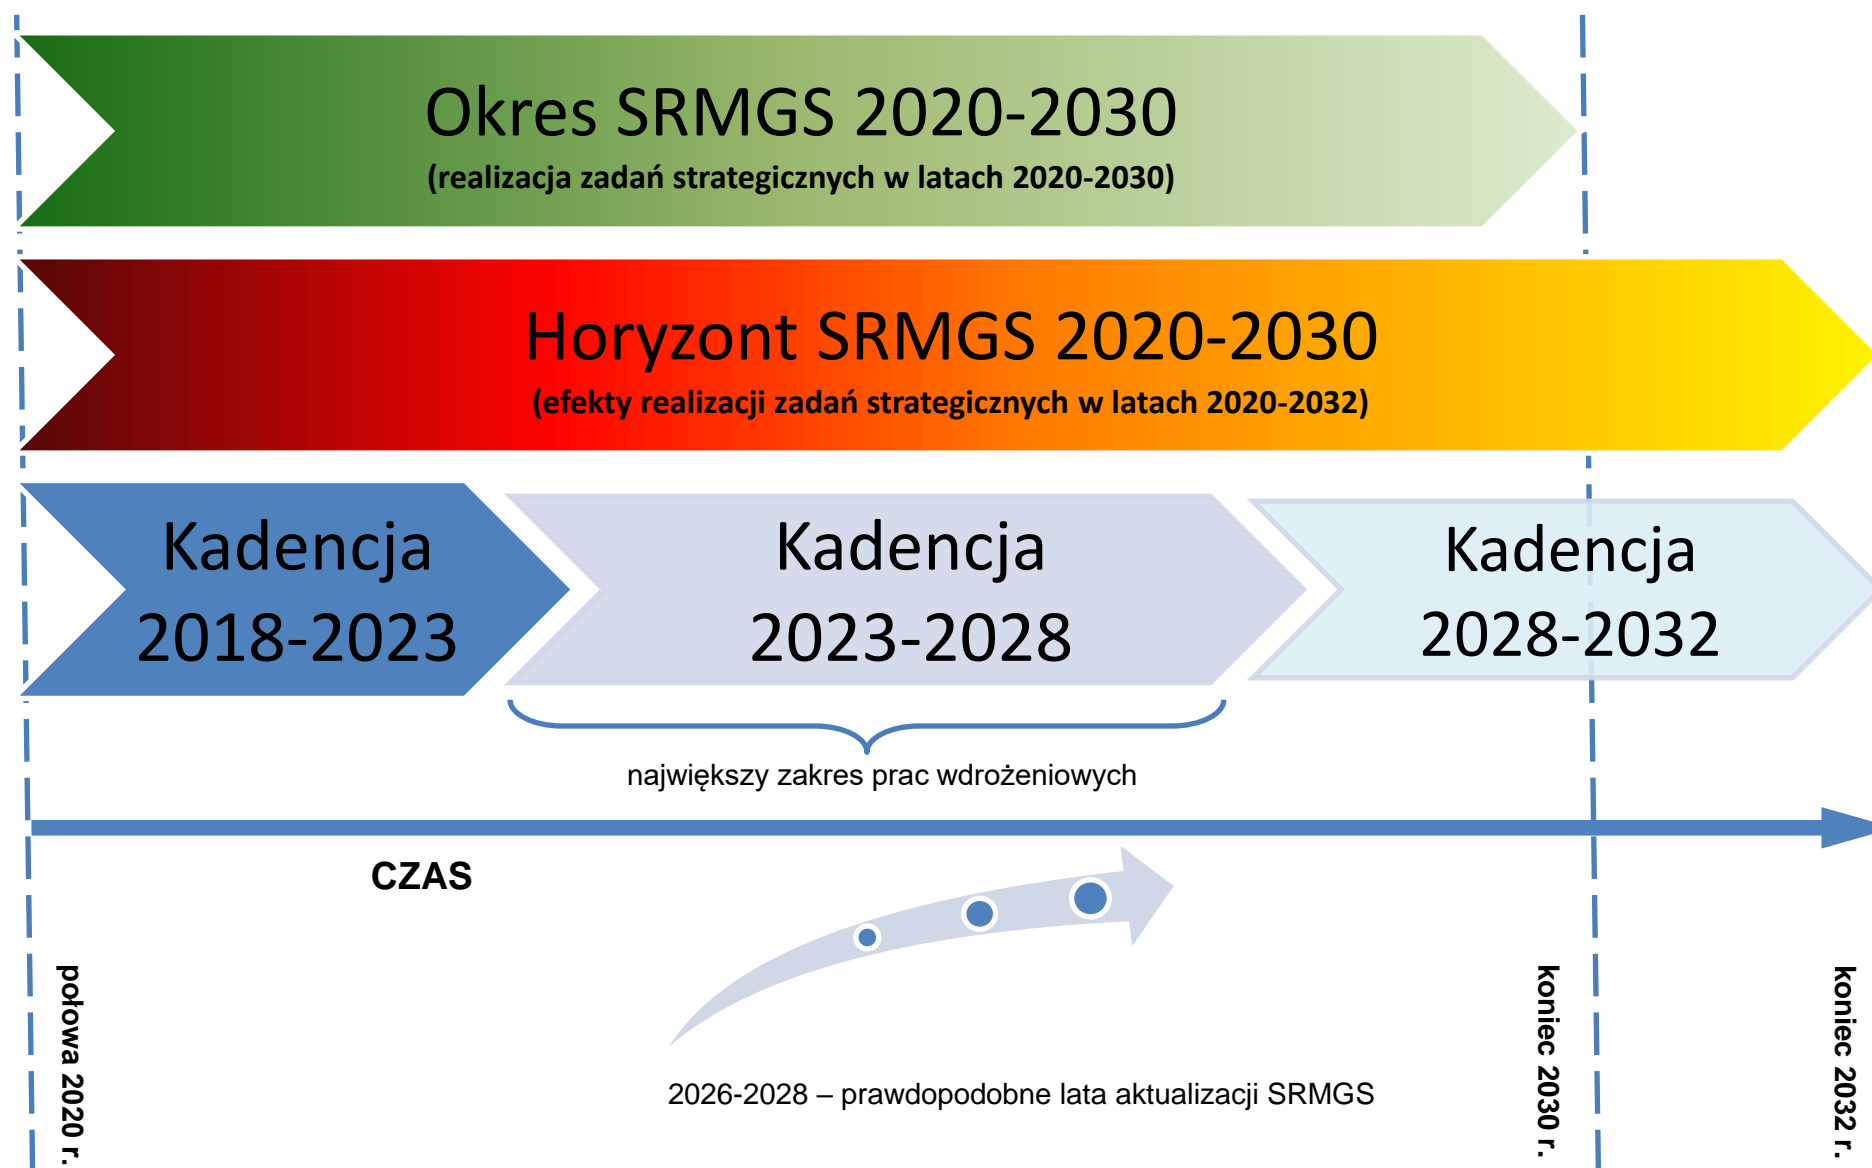 Okres SRMGS 2020-2030
(realizacja zadań strategicznych w latach 2020-2030)
Horyzont SRMGS 2020-2030
(efekty realizacji zadań strategicznych w latach 2020-2032)
Kadencja
2018-2023
Kadencja
2023-2028
Kadencja
2028-2032
największy zakres prac wdrożeniowych
CZAS
połowa 2020 r.
koniec 2030 r.
koniec 2032 r.
2026-2028 – prawdopodobne lata aktualizacji SRMGS